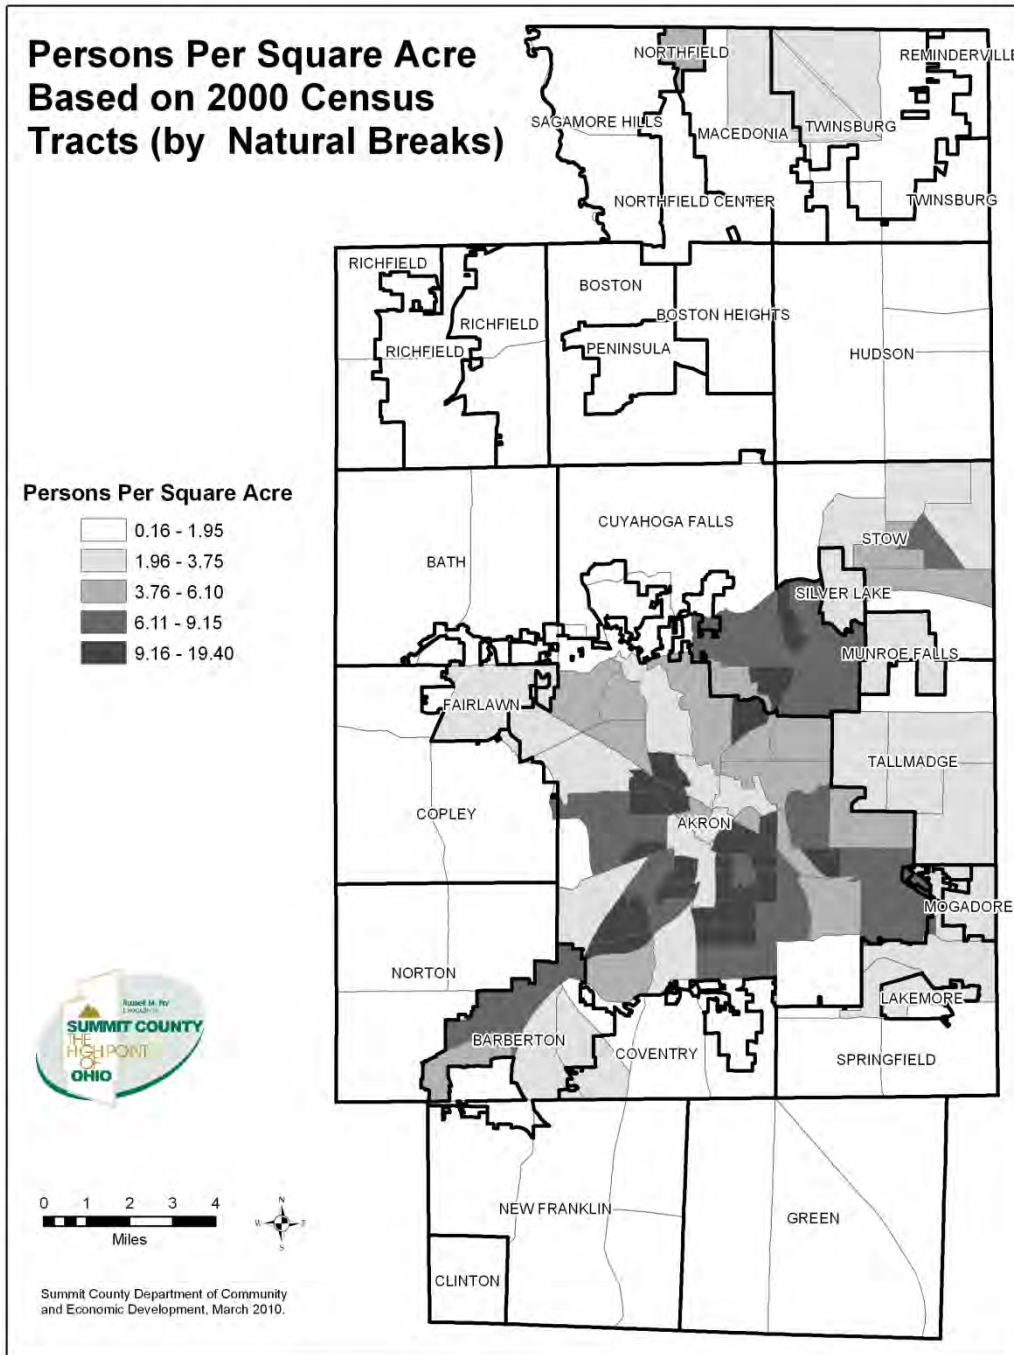 Persons Per Square Acre
Based on 2000 Census
Tracts (by Natural Breaks)
NORTHFIELD
REMINDERVILLE
SAGAMORE HILLS
MACEDONIA
TWINSBURG
NORTHFIELD CENTER
TWINSBURG
RICHFIELD
BOSTON
RICHFIELD
BOSTON HEIGHTS
RICHFIELD
PENINSULA
HUDSON
Persons Per Square Acre
0.16 - 1.95
1.96 - 3.75
3.76 - 6.10
6.11 - 9.15
9.16 - 19.40
CUYAHOGA FALLS
STOW
BATH
SILVER LAKE
MUNROE FALLS
FAIRLAWN
TALLMADGE
COPLEY
AKRON
MOGADORE
NORTON
LAKEMORE
BARBERTON
COVENTRY
SPRINGFIELD
SUMMIT COUNTY
THE
HIGH POINT
OF
OHIO
NEW FRANKLIN
GREEN
CLINTON
0 1 2 3 4
Miles
N
W E
S
Summit County Department of Community
and Economic Development, March 2010.